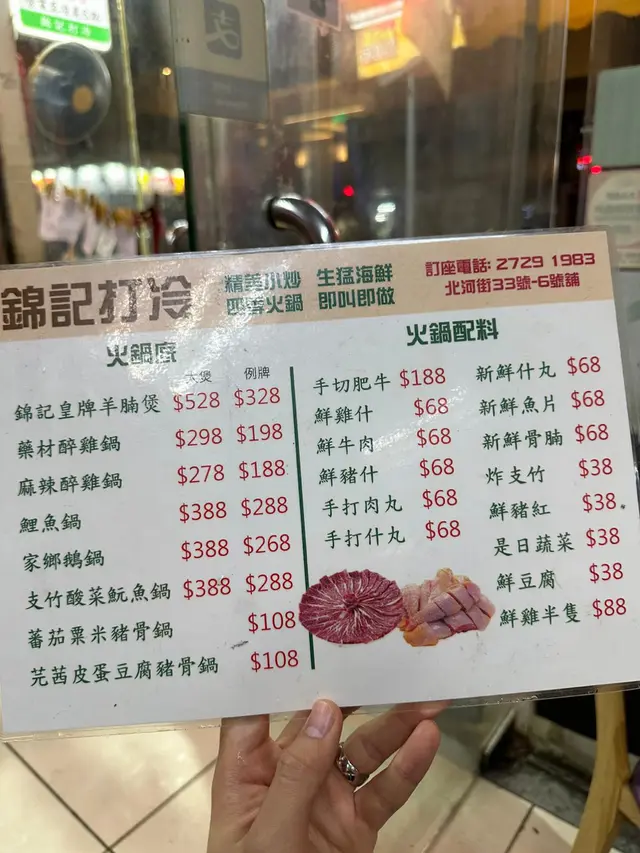 錦記打冷
精美小炒 生猛海鮮
四季火鍋 即叫即做
訂座電話: 2729 1983
北河街33號-6號舖
火鍋底
大煲 例牌
錦記皇牌羊腩煲 $528 $328
藥材醉雞鍋 $298 $198
麻辣醉雞鍋 $278 $188
鯉魚鍋 $388 $288
家鄉鵝鍋 $388 $268
支竹酸菜魭魚鍋 $388 $288
蕃茄粟米豬骨鍋 $108
芫茜皮蛋豆腐豬骨鍋 $108
火鍋配料
手切肥牛 $188
鮮雞什 $68
鮮牛肉 $68
鮮豬什 $68
手打肉丸 $68
手打什丸 $68
新鮮什丸 $68
新鮮魚片 $68
新鮮骨腩 $68
炸支竹 $38
鮮豬紅 $38
是日蔬菜 $38
鮮豆腐 $38
鮮雞半隻 $88